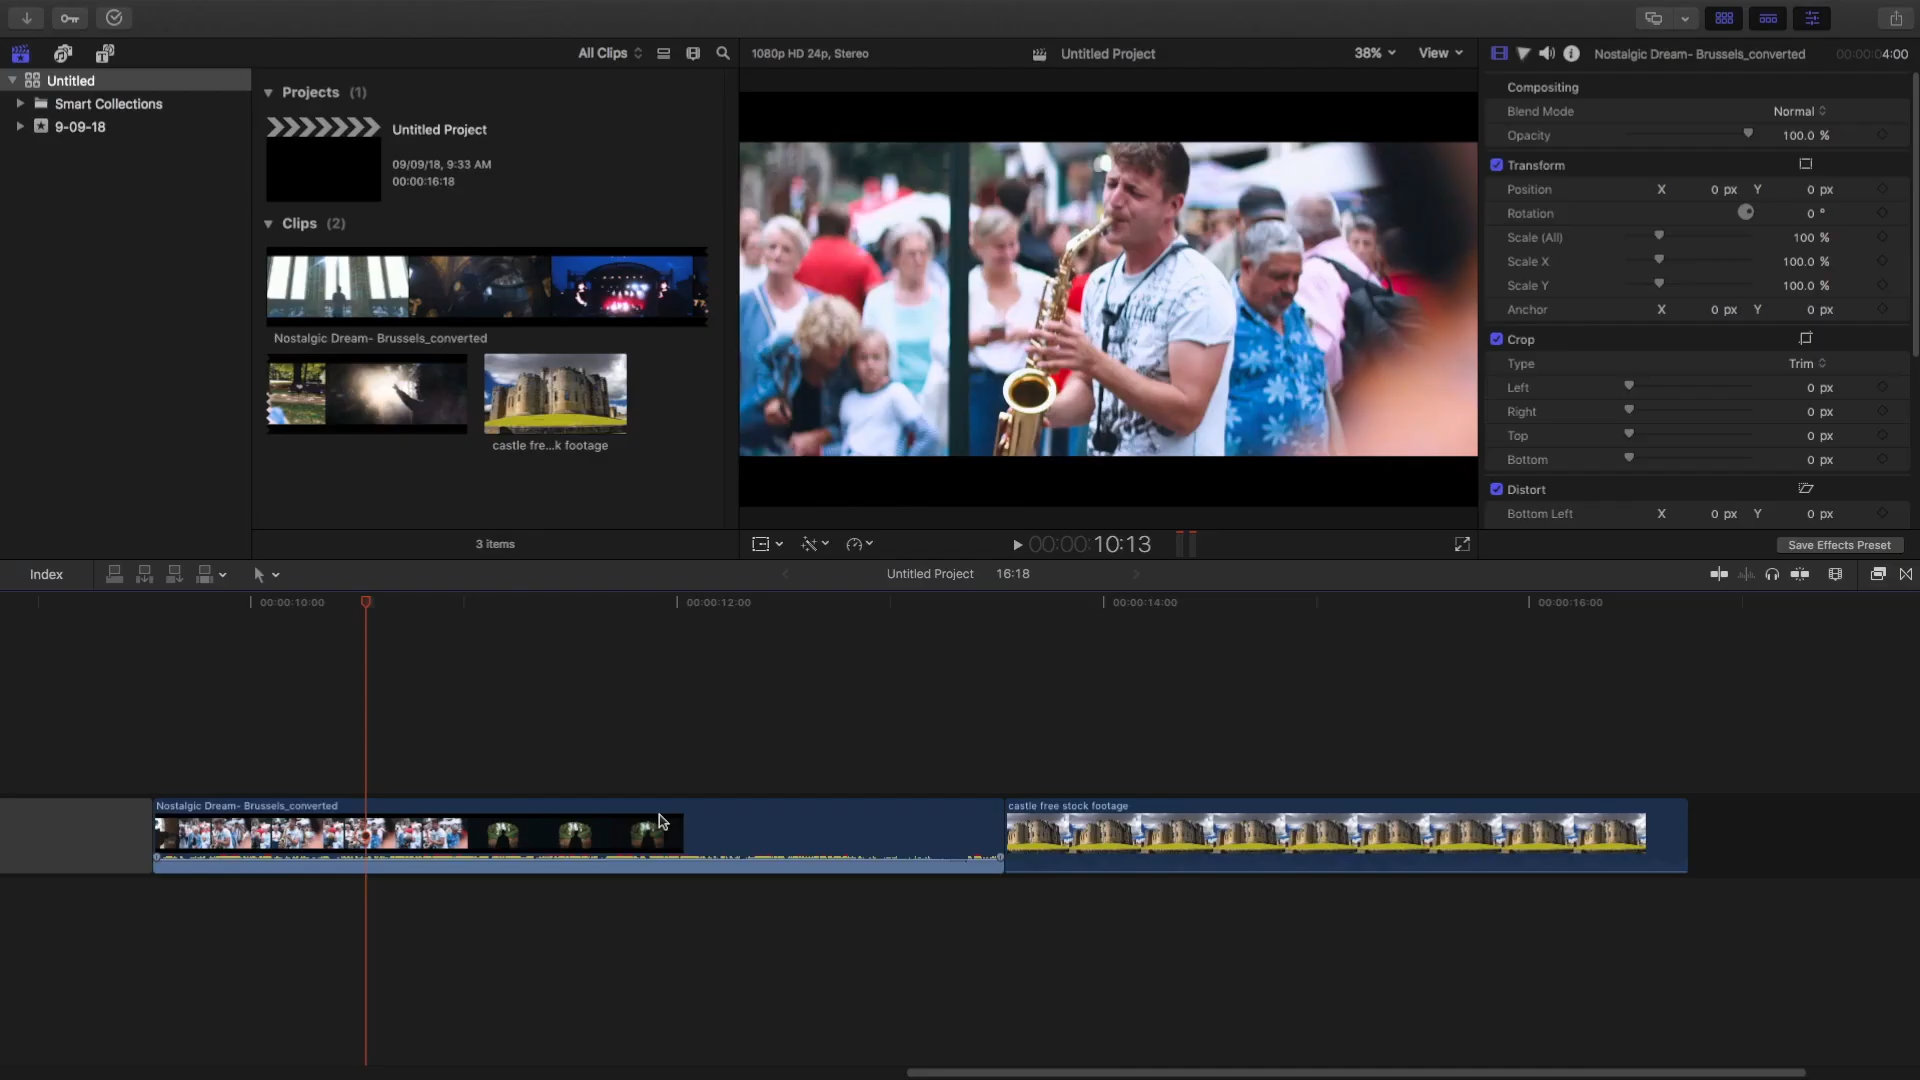 All Clips
1080p HD 24p, Stereo
Untitled Project
38%
View
Nostalgic Dream- Brussels_converted
00:00:04:00
Untitled
Smart Collections
9-09-18
Projects (1)
Untitled Project
09/09/18, 9:33 AM
00:00:16:18
Clips (2)
Nostalgic Dream- Brussels_converted
castle fre...k footage
3 items
00:00:10:13
Compositing
Blend Mode Normal
Opacity 100.0 %
Transform
Position X 0 px Y 0 px
Rotation 0 °
Scale (All) 100 %
Scale X 100.0 %
Scale Y 100.0 %
Anchor X 0 px Y 0 px
Crop
Type Trim
Left 0 px
Right 0 px
Top 0 px
Bottom 0 px
Distort
Bottom Left X 0 px Y 0 px
Save Effects Preset
Index
Untitled Project 16:18
00:00:10:00
00:00:12:00
00:00:14:00
00:00:16:00
Nostalgic Dream- Brussels_converted
castle free stock footage